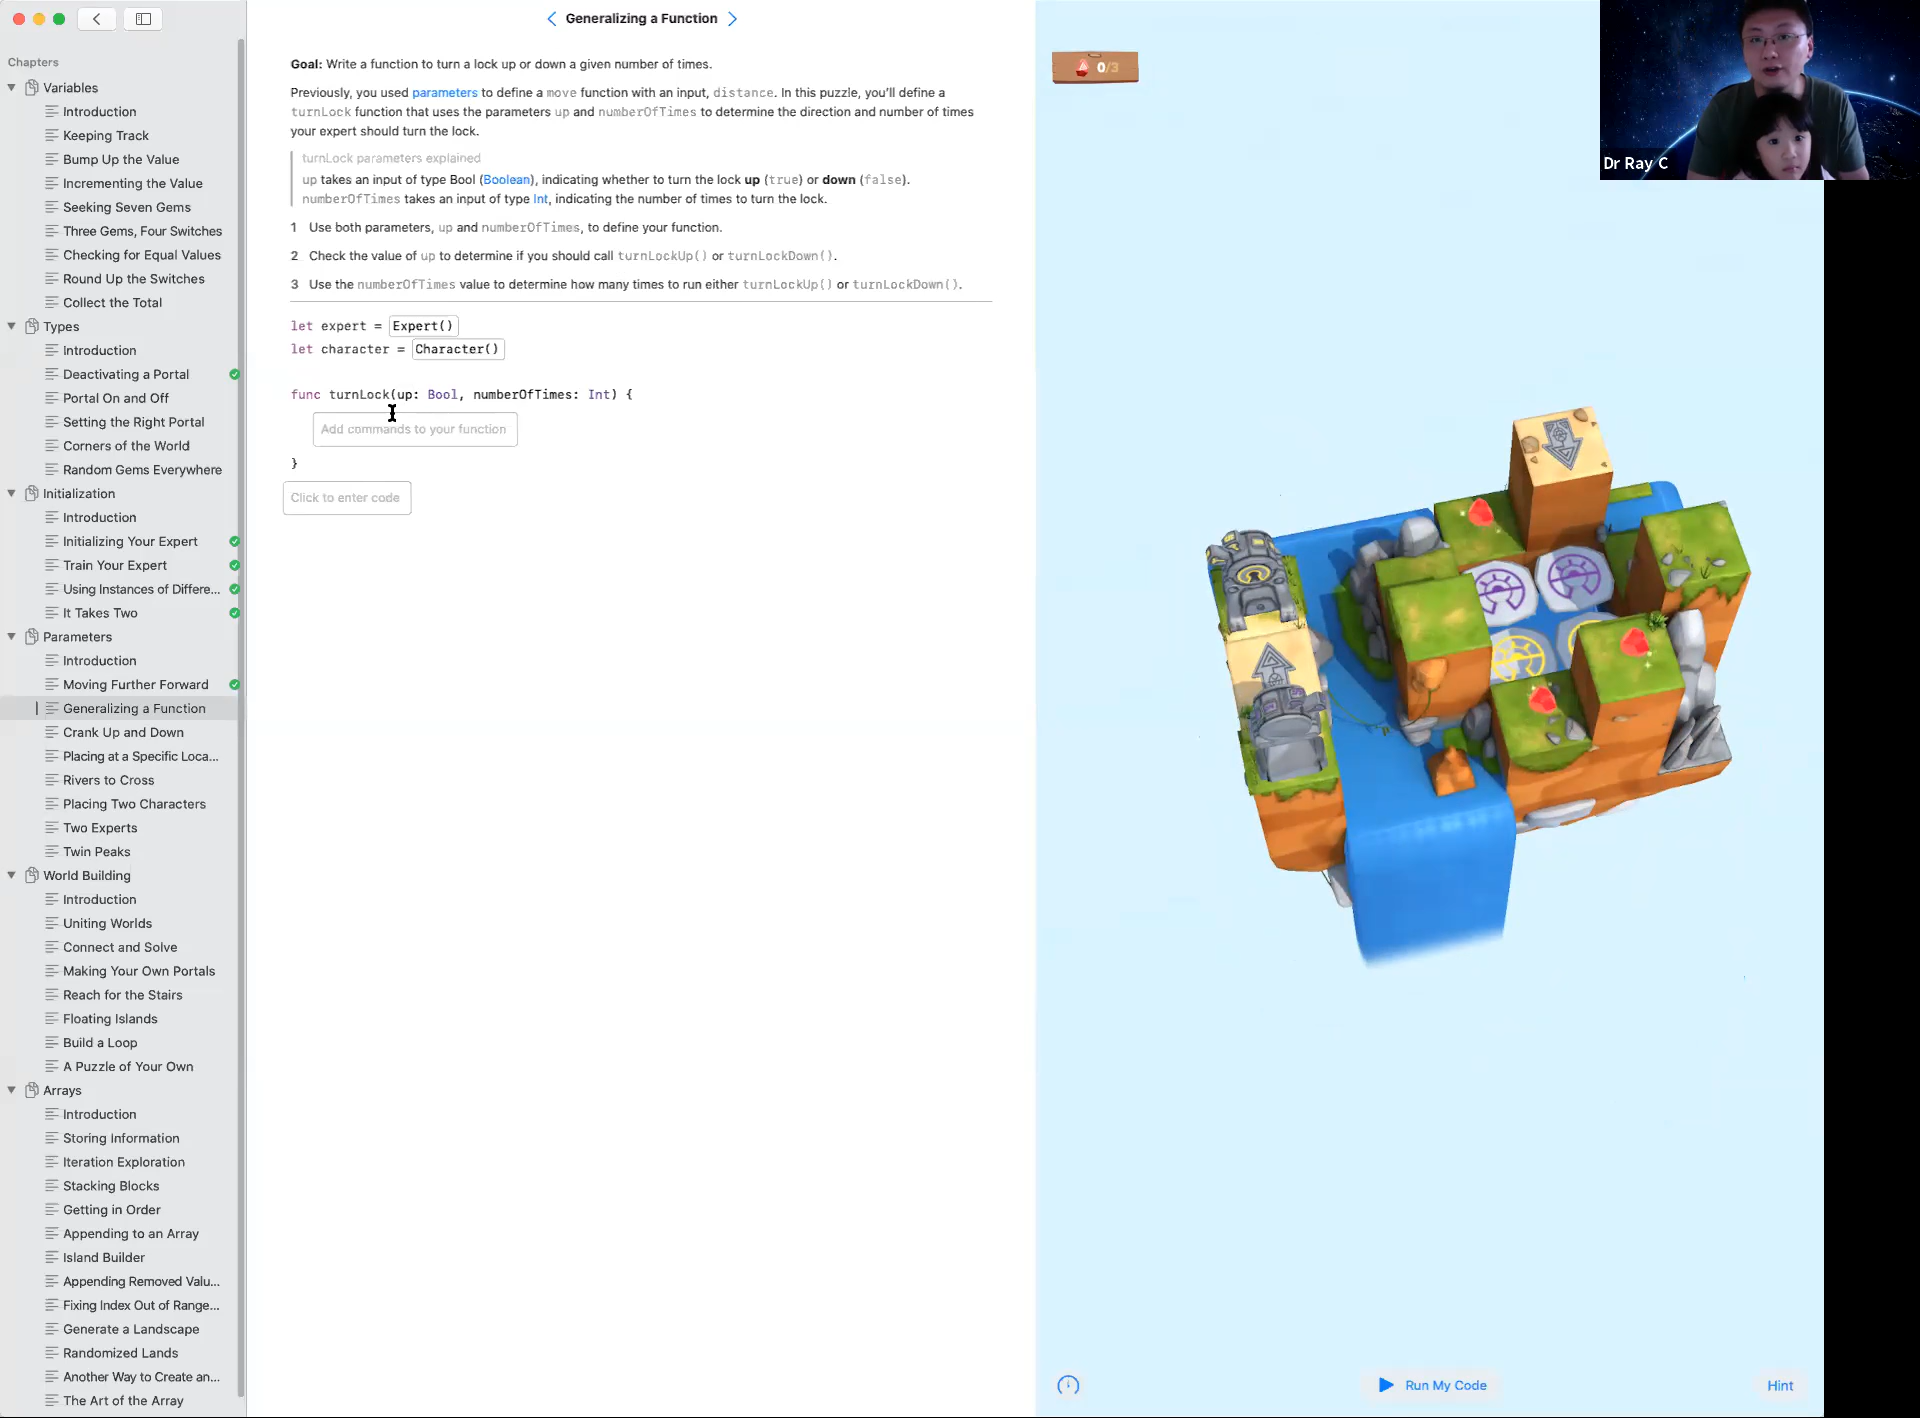 Generalizing a Function
Chapters
Variables
Introduction
Keeping Track
Bump Up the Value
Incrementing the Value
Seeking Seven Gems
Three Gems, Four Switches
Checking for Equal Values
Round Up the Switches
Collect the Total
Types
Introduction
Deactivating a Portal
Portal On and Off
Setting the Right Portal
Corners of the World
Random Gems Everywhere
Initialization
Introduction
Initializing Your Expert
Train Your Expert
Using Instances of Differe...
It Takes Two
Parameters
Introduction
Moving Further Forward
Generalizing a Function
Crank Up and Down
Placing at a Specific Loca...
Rivers to Cross
Placing Two Characters
Two Experts
Twin Peaks
World Building
Introduction
Uniting Worlds
Connect and Solve
Making Your Own Portals
Reach for the Stairs
Floating Islands
Build a Loop
A Puzzle of Your Own
Arrays
Introduction
Storing Information
Iteration Exploration
Stacking Blocks
Getting in Order
Appending to an Array
Island Builder
Appending Removed Valu...
Fixing Index Out of Range...
Generate a Landscape
Randomized Lands
Another Way to Create an...
The Art of the Array
Goal: Write a function to turn a lock up or down a given number of times.
Previously, you used parameters to define a move function with an input, distance. In this puzzle, you'll define a
turnLock function that uses the parameters up and numberOfTimes to determine the direction and number of times
your expert should turn the lock.
turnLock parameters explained
up takes an input of type Bool (Boolean), indicating whether to turn the lock up (true) or down (false).
numberOfTimes takes an input of type Int, indicating the number of times to turn the lock.
1 Use both parameters, up and numberOfTimes, to define your function.
2 Check the value of up to determine if you should call turnLockUp() or turnLockDown().
3 Use the numberOfTimes value to determine how many times to run either turnLockUp() or turnLockDown().
let expert = Expert()
let character = Character()
func turnLock(up: Bool, numberOfTimes: Int) {
Add commands to your function
}
Click to enter code
0/3
Dr Ray C
Run My Code
Hint